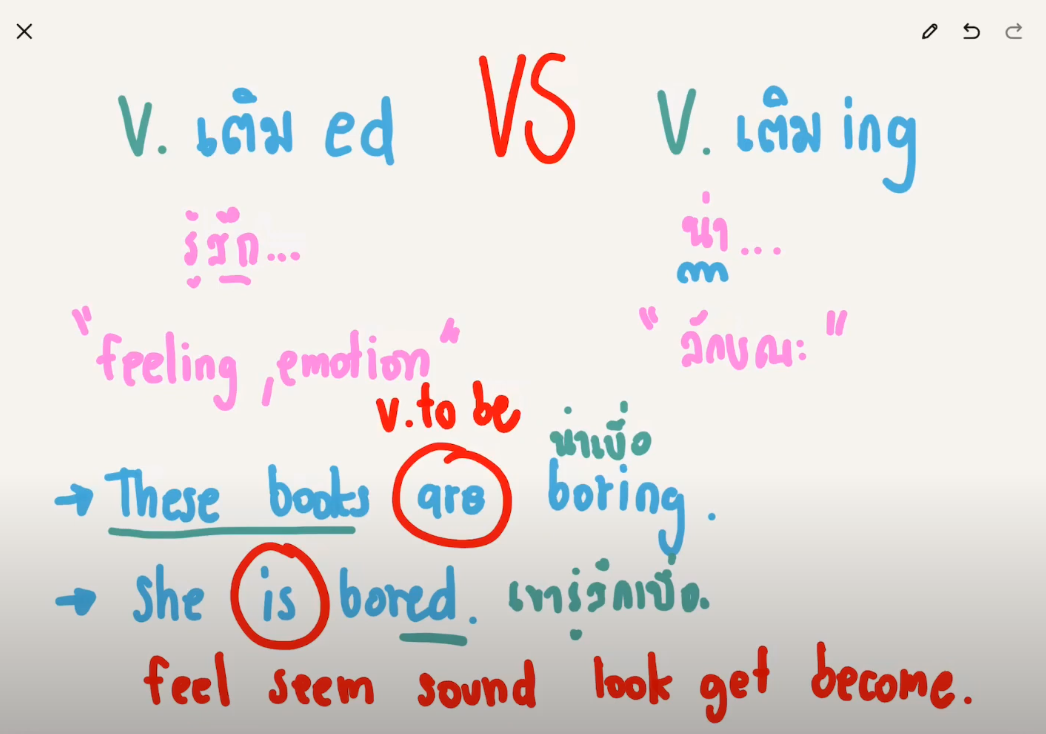 V. เติม ed VS V. เติม ing
รู้สึก... น่า...
"feeling, emotion" "ลักษณะ"
v. to be
น่าเบื่อ
→ These books are boring.
→ She is bored. เขารู้สึกเบื่อ.
feel seem sound look get become.